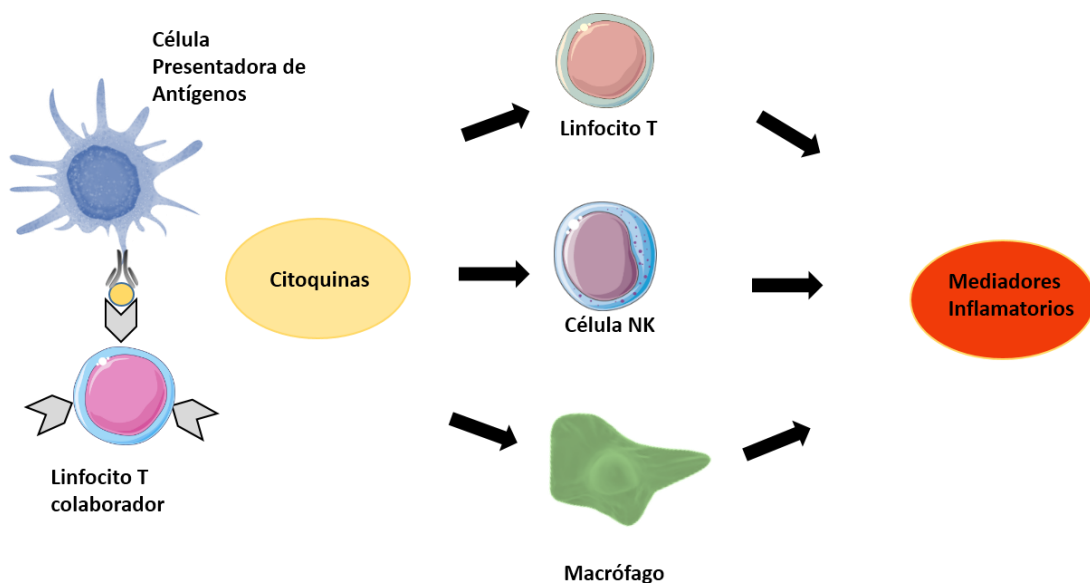 Célula
Presentadora de
Antígenos
Linfocito T
colaborador
Citoquinas
Linfocito T
Célula NK
Macrófago
Mediadores
Inflamatorios